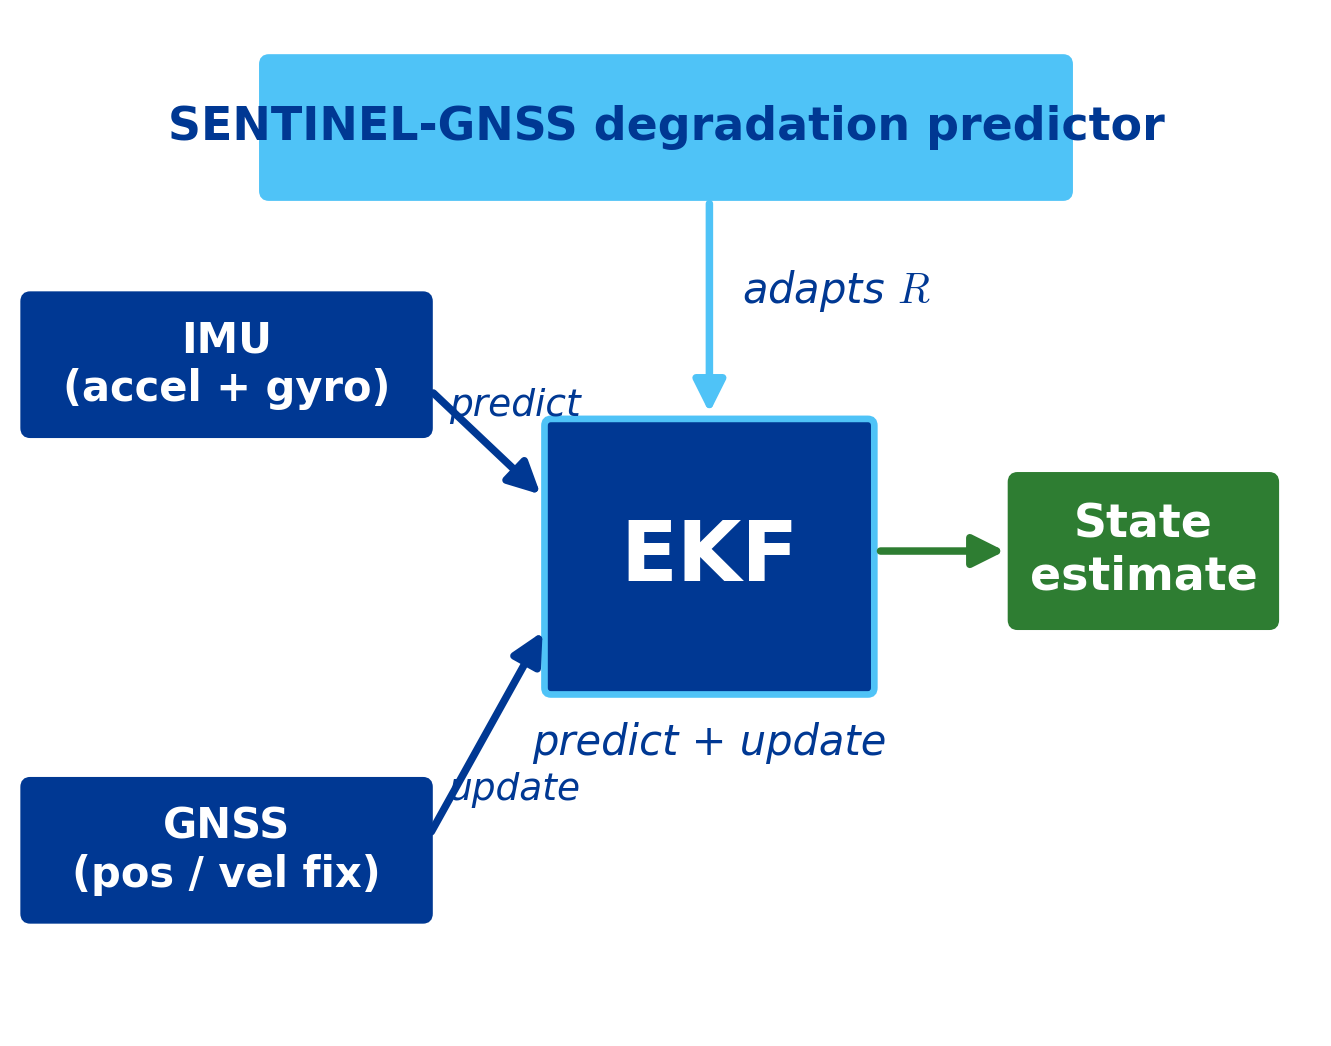 SENTINEL-GNSS degradation predictor
adapts R
IMU
(accel + gyro)
predict
EKF
State
estimate
predict + update
update
GNSS
(pos / vel fix)